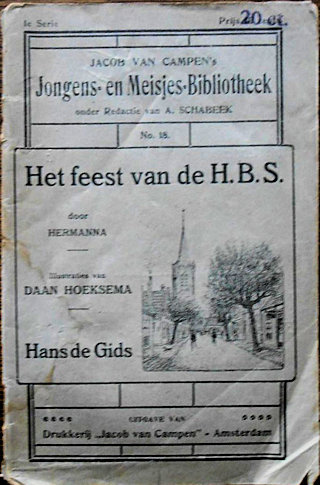 1e Serie
Prijs 20 ct.
JACOB VAN CAMPEN's
Jongens- en Meisjes-Bibliotheek
onder Redactie van A. SCHABEEK
No. 18.
Het feest van de H.B.S.
door
HERMANNA
Illustraties van
DAAN HOEKSEMA
Hans de Gids
UITGAVE VAN
Drukkerij „Jacob van Campen" - Amsterdam